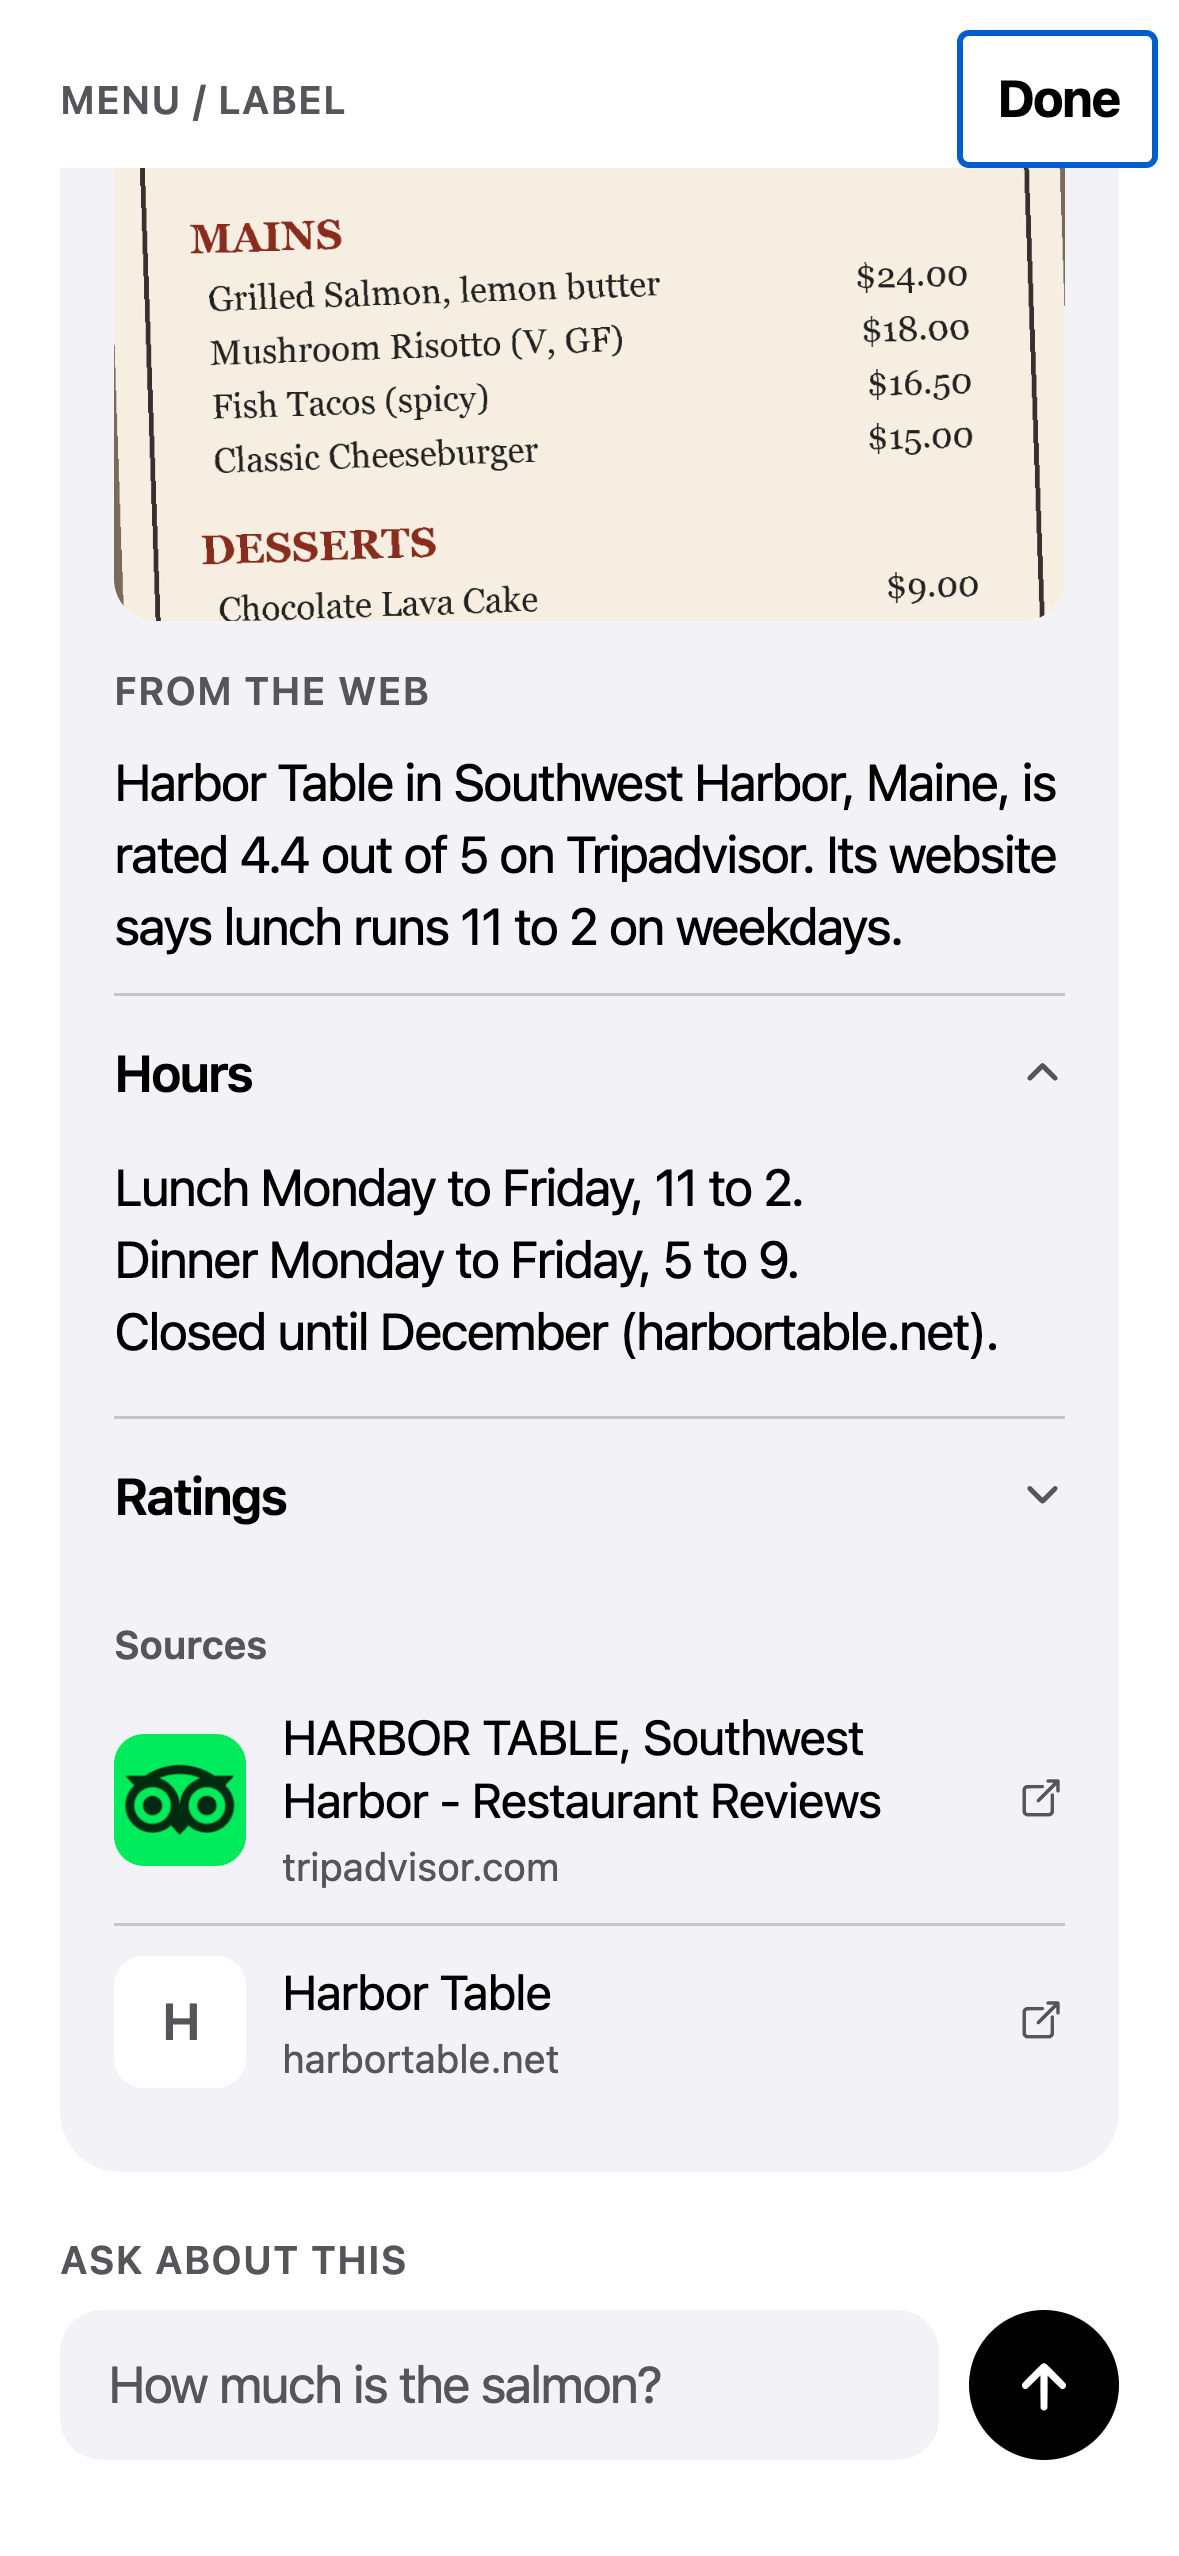 MENU / LABEL
Done
MAINS
Grilled Salmon, lemon butter $24.00
Mushroom Risotto (V, GF) $18.00
Fish Tacos (spicy) $16.50
Classic Cheeseburger $15.00
DESSERTS
Chocolate Lava Cake $9.00
FROM THE WEB
Harbor Table in Southwest Harbor, Maine, is
rated 4.4 out of 5 on Tripadvisor. Its website
says lunch runs 11 to 2 on weekdays.
Hours
Lunch Monday to Friday, 11 to 2.
Dinner Monday to Friday, 5 to 9.
Closed until December (harbortable.net).
Ratings
Sources
HARBOR TABLE, Southwest
Harbor - Restaurant Reviews
tripadvisor.com
H
Harbor Table
harbortable.net
ASK ABOUT THIS
How much is the salmon?